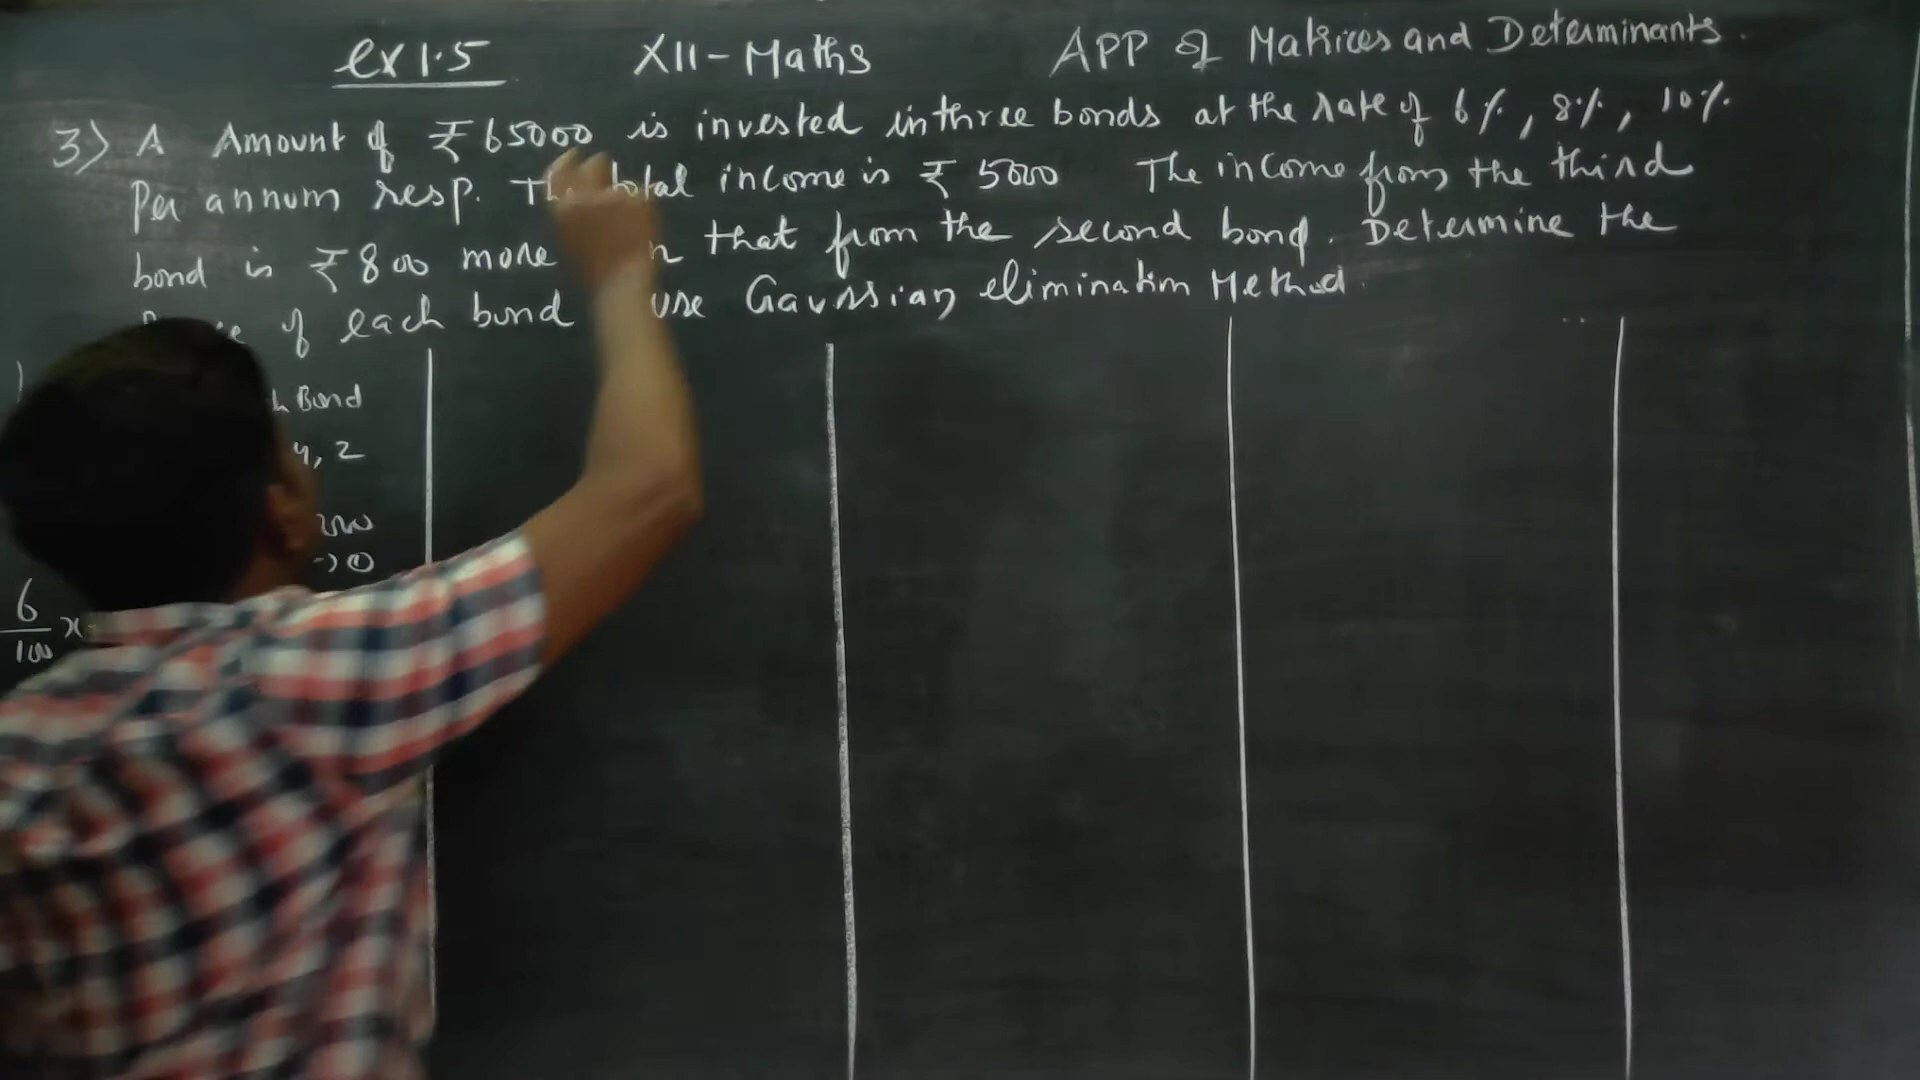 ex 1.5 XII - Maths APP of Matrices and Determinants.
3) A Amount of ₹ 65000 is invested in three bonds at the rate of 6%, 8%, 10%
Per annum resp. The total income is ₹ 5000 The income from the third
bond is ₹ 800 more that from the second bond. Determine the
of each bond use Gaussian elimination Method.
Bond
y, z
→ ①
6/100 x